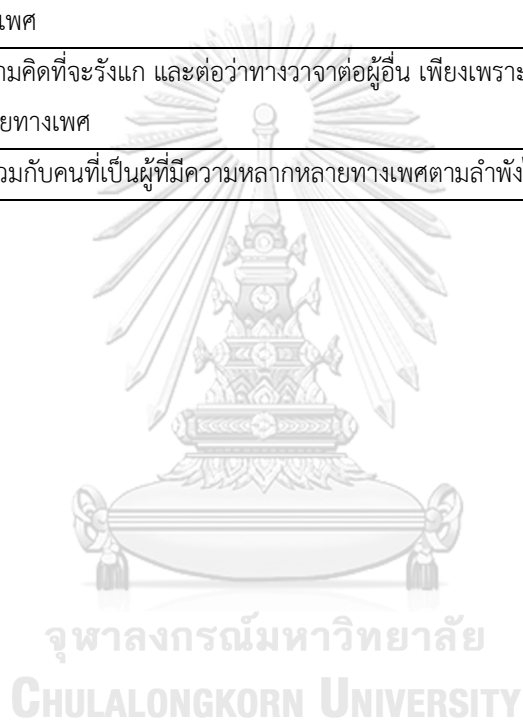 เพศ
ามคิดที่จะรังแก และต่อว่าทางวาจาต่อผู้อื่น เพียงเพรา
ยทางเพศ
วมกับคนที่เป็นผู้ที่มีความหลากหลายทางเพศตามลำพัง
จุฬาลงกรณ์มหาวิทยาลัย
CHULALONGKORN UNIVERSITY